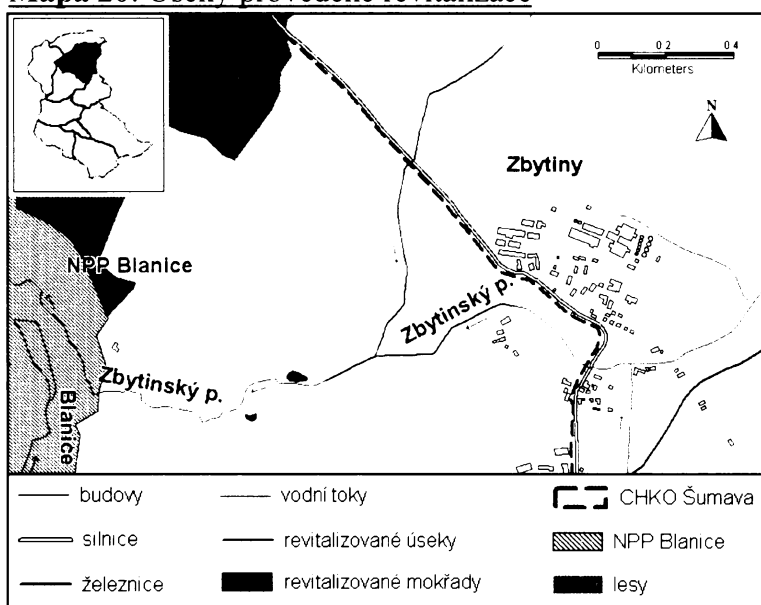 Mapa 20: Úseky provedené revitalizace
0 0 2 0 4
Kilometers
N
Zbytiny
NPP Blanice
Zbytinský p.
Zbytinský p.
Blanice
budovy
vodní toky
CHKO Šumava
silnice
revitalizované úseky
NPP Blanice
železnice
revitalizované mokřady
lesy